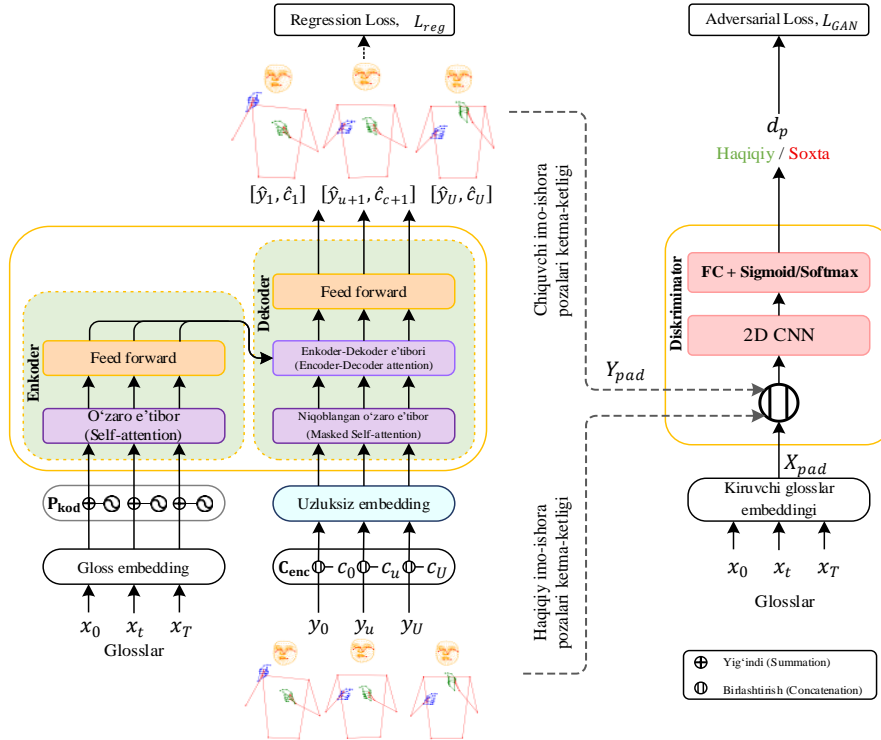 Regression Loss, L_reg
Adversarial Loss, L_GAN
d_p
Haqiqiy / Soxta
[ŷ_1, ĉ_1] [ŷ_{u+1}, ĉ_{c+1}] [ŷ_U, ĉ_U]
Enkoder
Feed forward
O‘zaro e’tibor
(Self-attention)
P_kod
Gloss embedding
x_0 x_t x_T
Glosslar
Dekoder
Feed forward
Enkoder-Dekoder e’tibori
(Encoder-Decoder attention)
Niqoblangan o‘zaro e’tibor
(Masked Self-attention)
Uzluksiz embedding
C_enc c_0 c_u c_U
y_0 y_u y_U
Chiquvchi imo-ishora
pozalari ketma-ketligi
Haqiqiy imo-ishora
pozalari ketma-ketligi
Y_pad
Diskriminator
FC + Sigmoid/Softmax
2D CNN
X_pad
Kiruvchi glosslar
embeddingi
x_0 x_t x_T
Glosslar
Yig‘indi (Summation)
Birlashtirish (Concatenation)